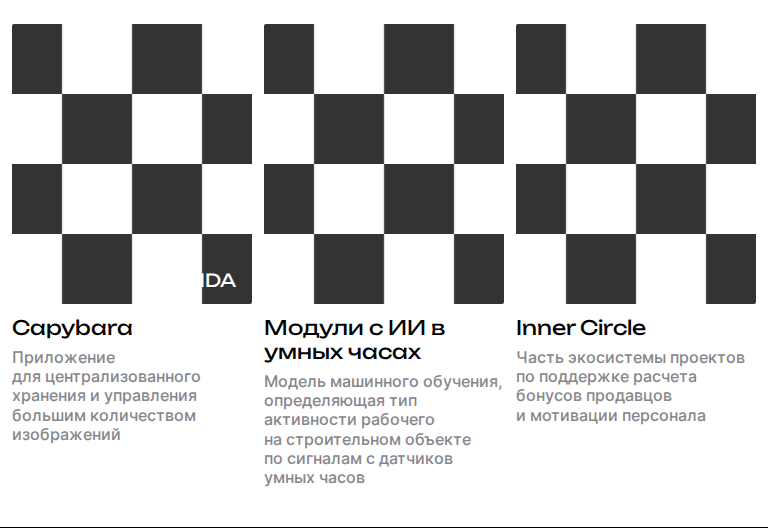 Capybara
Приложение
для централизованного
хранения и управления
большим количеством
изображений
Модули с ИИ в
умных часах
Модель машинного обучения,
определяющая тип
активности рабочего
на строительном объекте
по сигналам с датчиков
умных часов
Inner Circle
Часть экосистемы проектов
по поддержке расчета
бонусов продавцов
и мотивации персонала